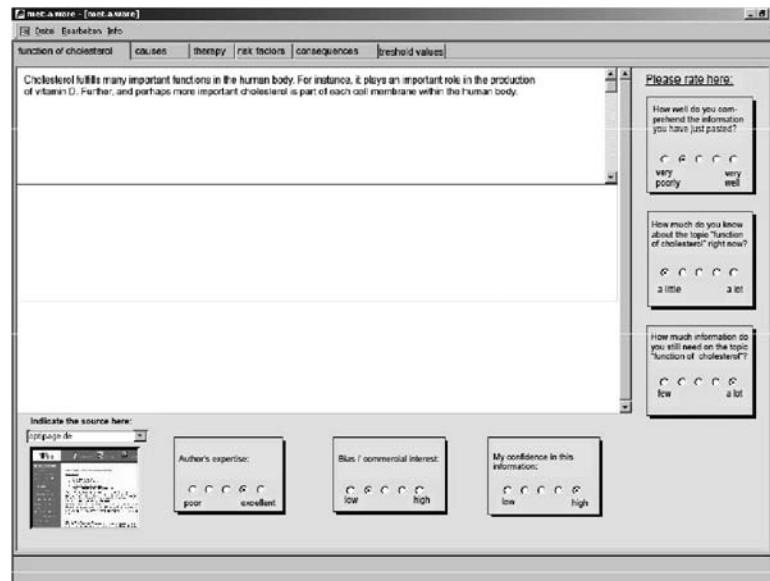 met.a.ware - [met.a.ware]
Datei Bearbeiten Info
function of cholesterol causes therapy risk factors consequences treshold values
Cholesterol fulfills many important functions in the human body. For instance, it plays an important role in the production
of vitamin D. Further, and perhaps more important cholesterol is part of each cell membrane within the human body.
Please rate here:
How well do you com-
prehend the information
you have just pasted?
very very
poorly well
How much do you know
about the topic "function
of cholesterol" right now?
a little a lot
How much information do
you still need on the topic
"function of cholesterol"?
few a lot
Indicate the source here:
optipage.de
Author's expertise:
poor excellent
Bias / commercial interest:
low high
My confidence in this
information:
low high